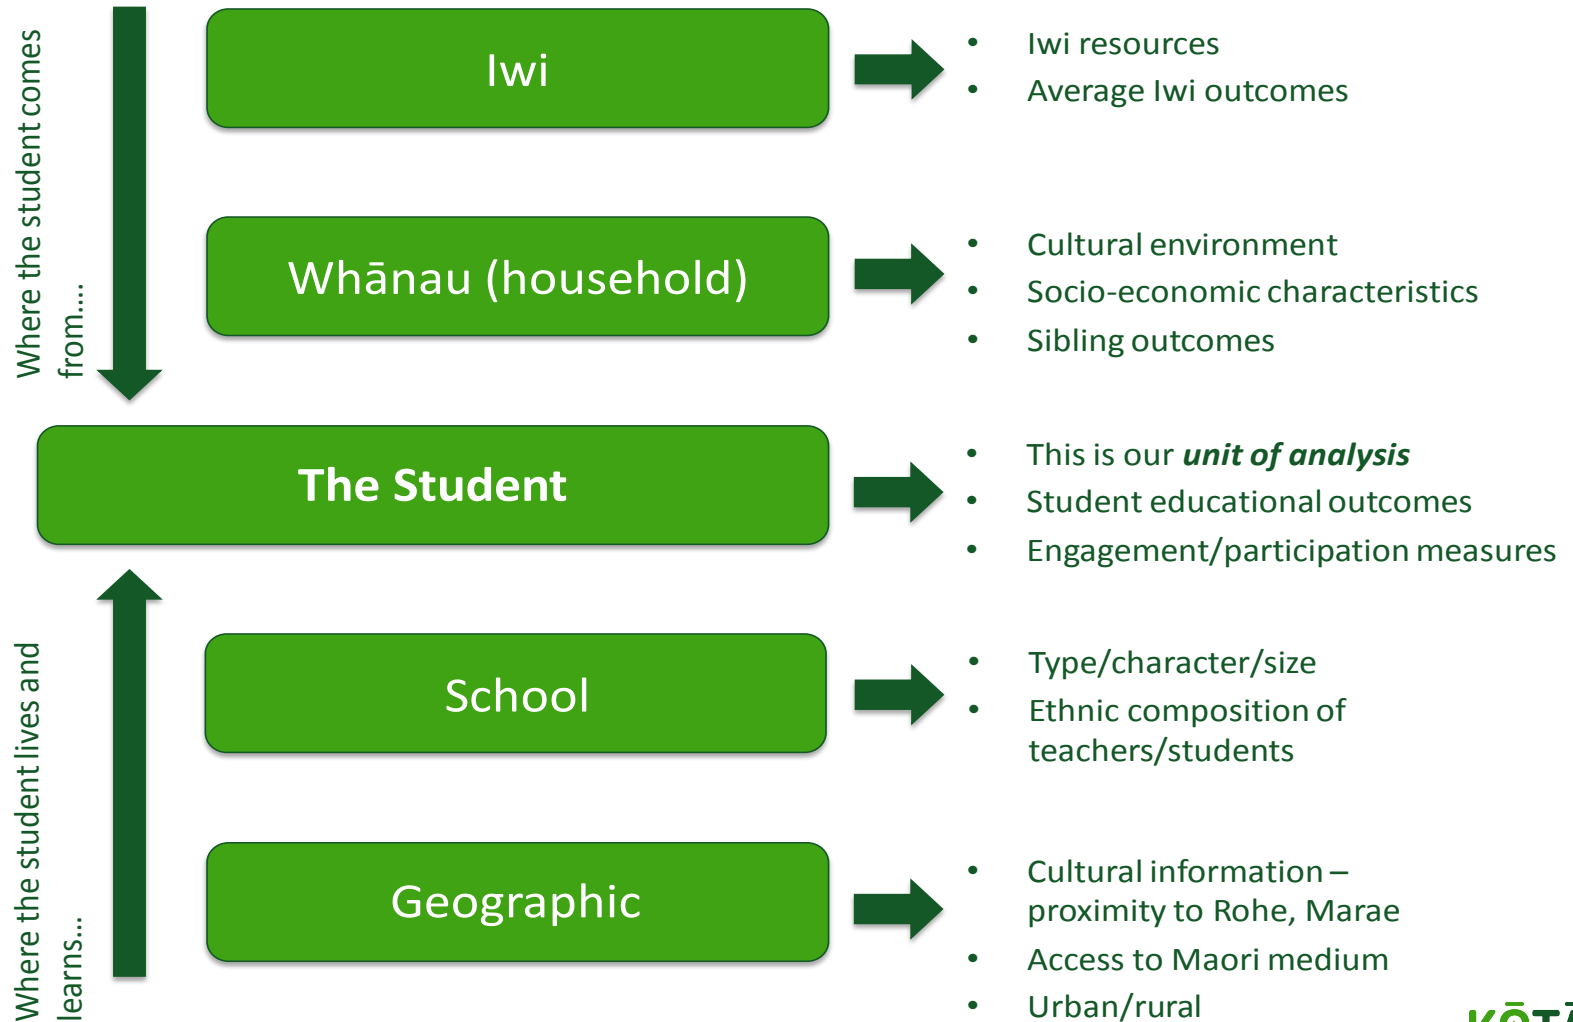 Where the student comes
from....
Iwi
• Iwi resources
• Average Iwi outcomes
Whānau (household)
• Cultural environment
• Socio-economic characteristics
• Sibling outcomes
The Student
• This is our unit of analysis
• Student educational outcomes
• Engagement/participation measures
Where the student lives and
learns...
School
• Type/character/size
• Ethnic composition of
teachers/students
Geographic
• Cultural information –
proximity to Rohe, Marae
• Access to Maori medium
• Urban/rural